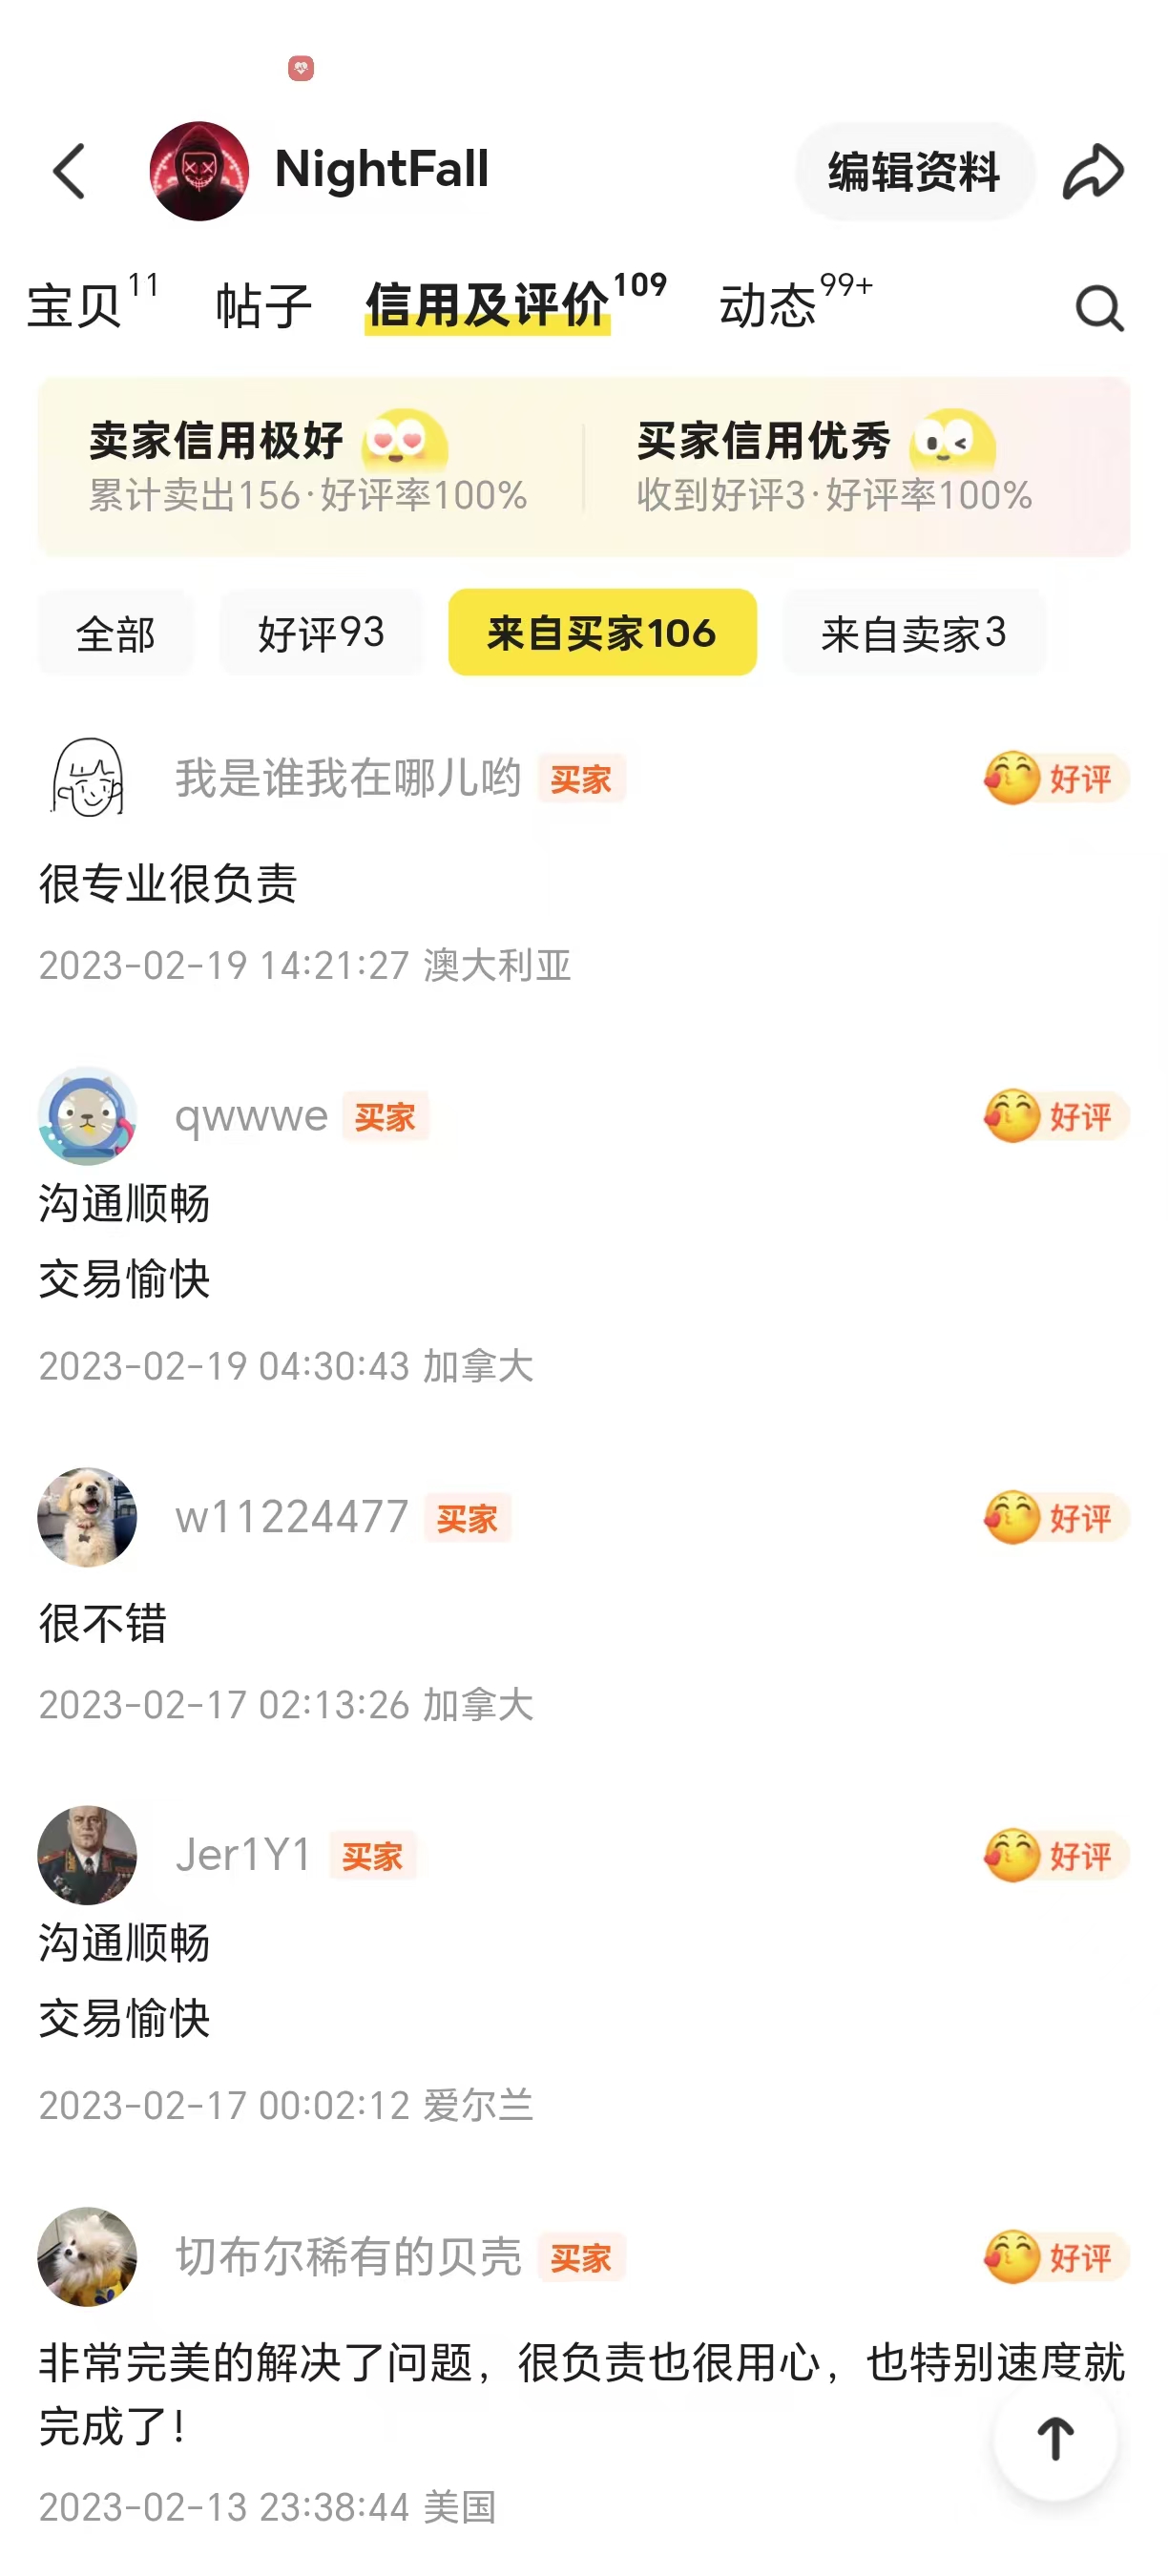 NightFall
编辑资料
宝贝11 帖子 信用及评价109 动态99+
卖家信用极好 买家信用优秀
累计卖出156·好评率100% 收到好评3·好评率100%
全部 好评93 来自买家106 来自卖家3
我是谁我在哪儿哟 买家 好评
很专业很负责
2023-02-19 14:21:27 澳大利亚
qwwwe 买家 好评
沟通顺畅
交易愉快
2023-02-19 04:30:43 加拿大
w11224477 买家 好评
很不错
2023-02-17 02:13:26 加拿大
Jer1Y1 买家 好评
沟通顺畅
交易愉快
2023-02-17 00:02:12 爱尔兰
切布尔稀有的贝壳 买家 好评
非常完美的解决了问题，很负责也很用心，也特别速度就
完成了！
2023-02-13 23:38:44 美国